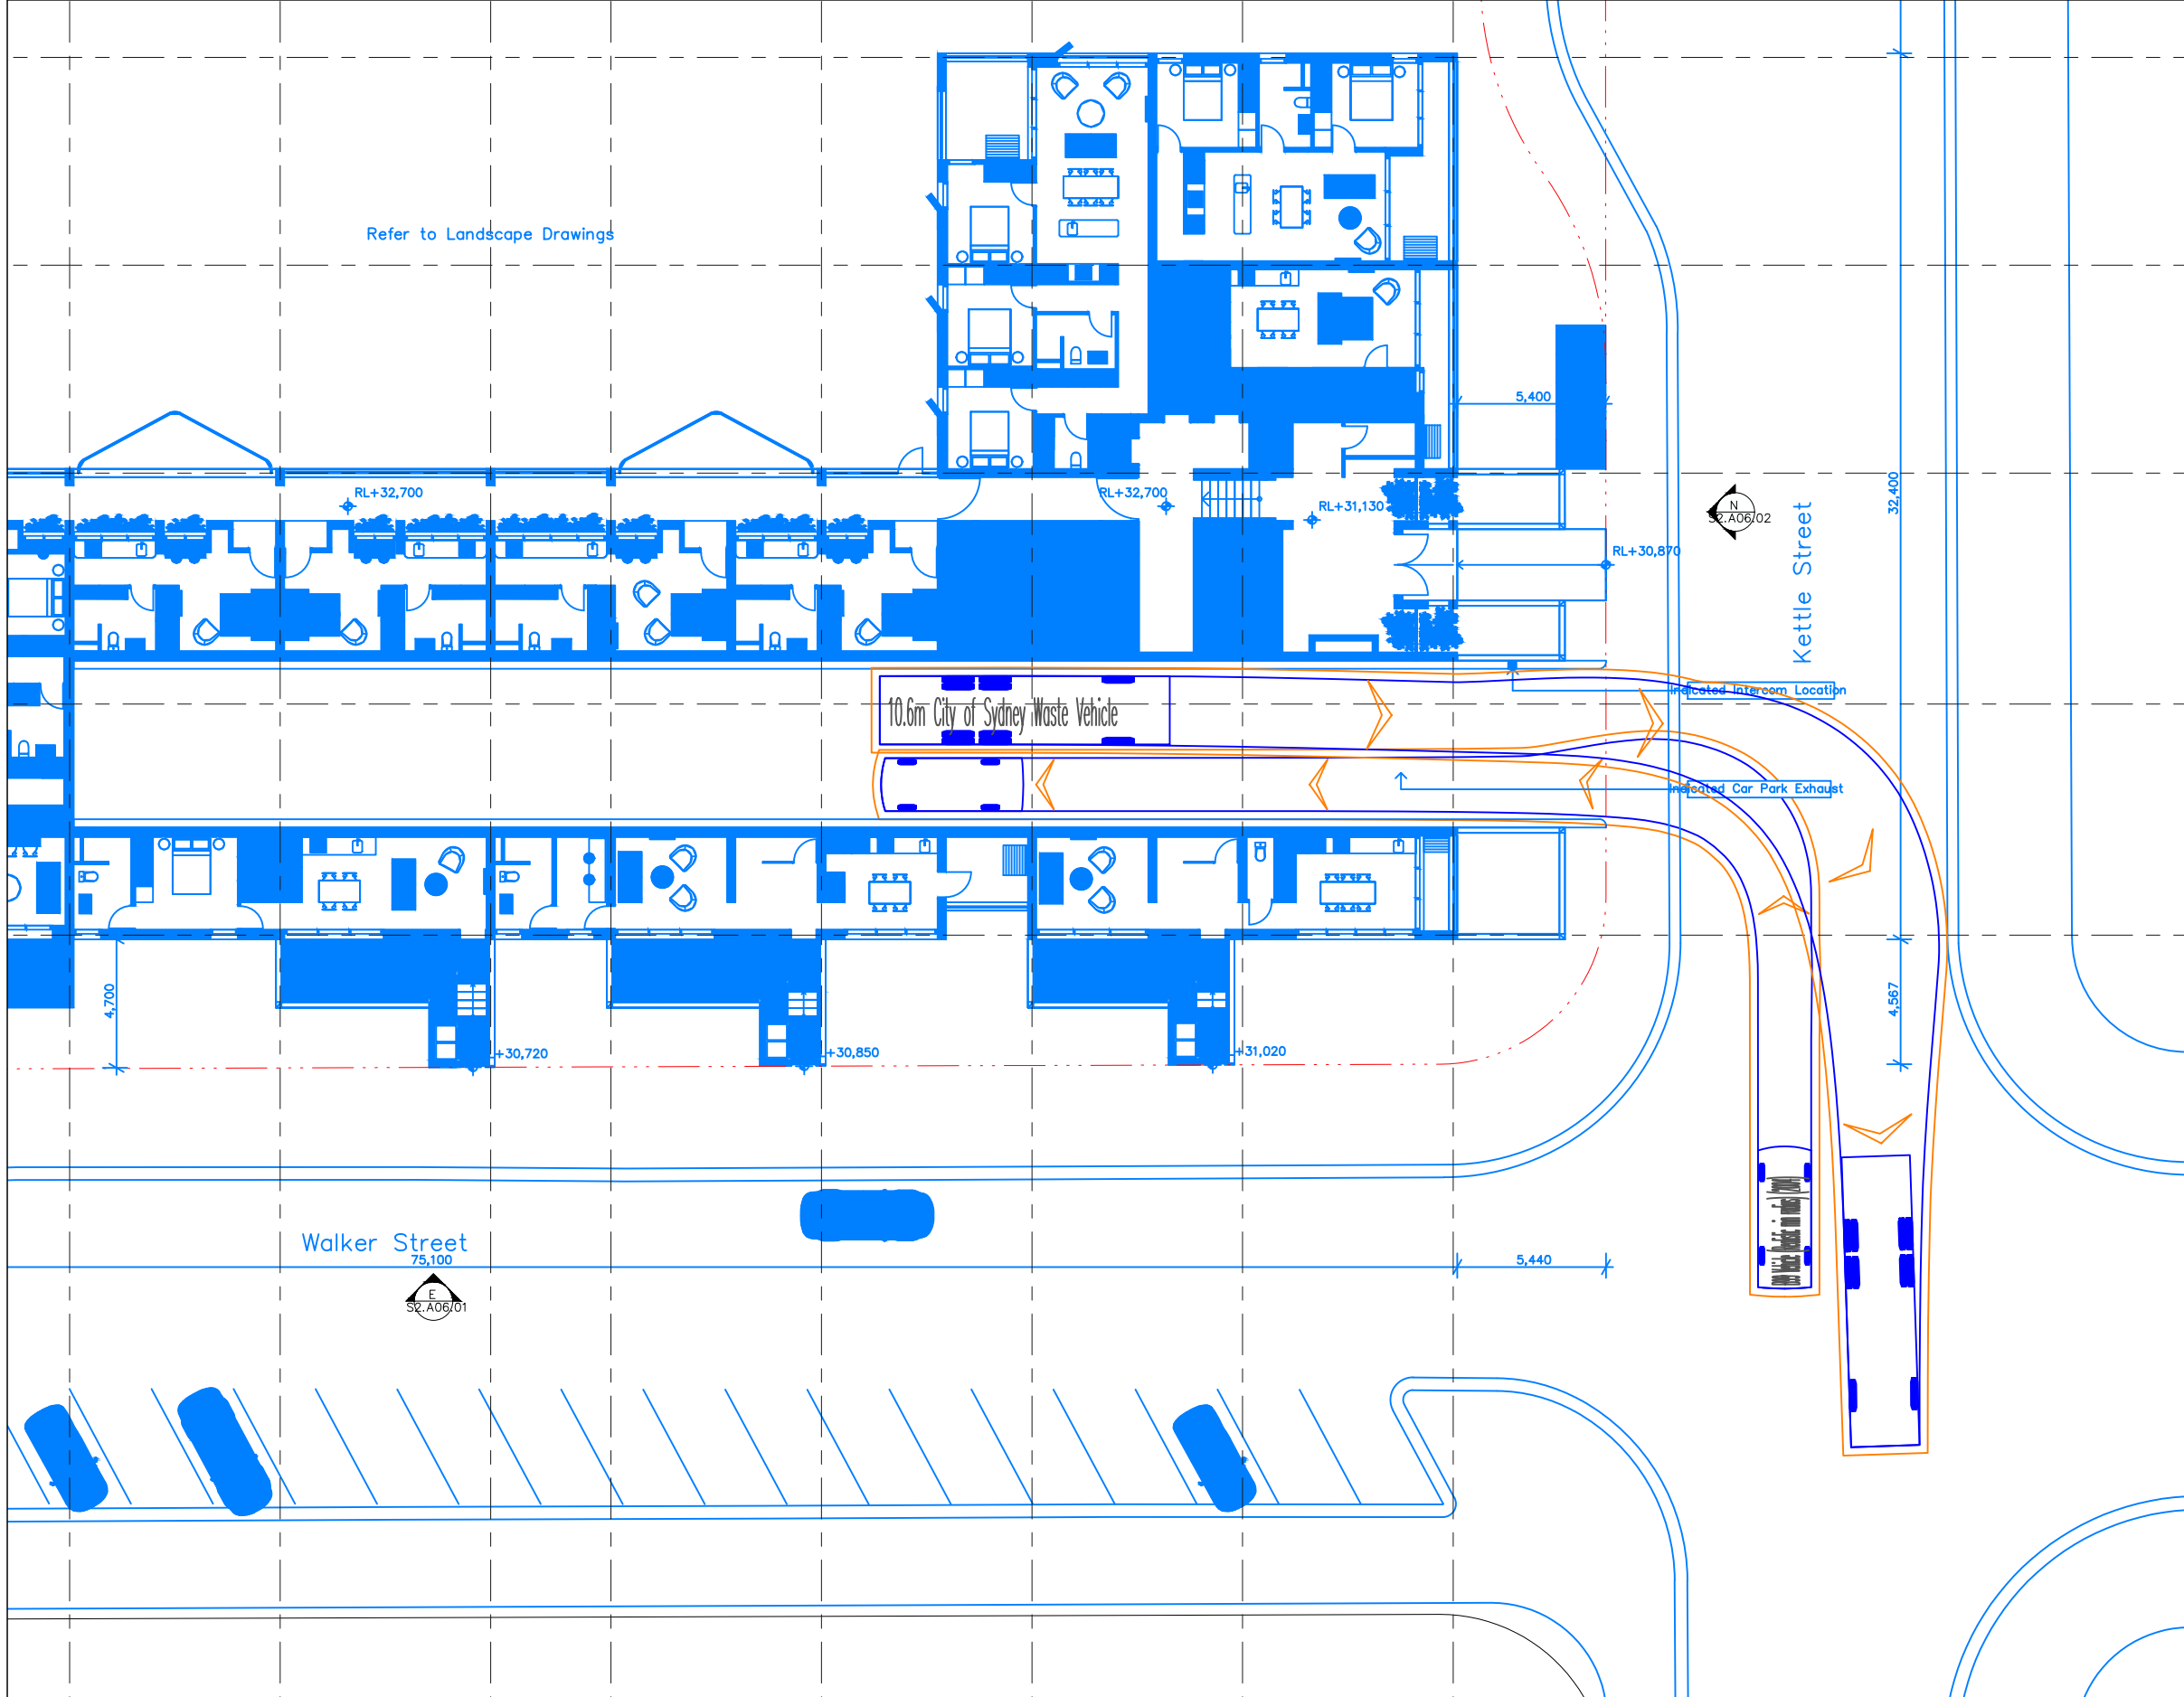 Refer to Landscape Drawings
5,400
RL+32,700
RL+32,700
RL+31,130
32,400
N
S2.A06.02
Kettle Street
RL+30,870
Indicated Intercom Location
10.6m City of Sydney Waste Vehicle
Indicated Car Park Exhaust
4,700
4,567
+30,720
+30,850
+31,020
Walker Street
75,100
5,440
E
S2.A06.01